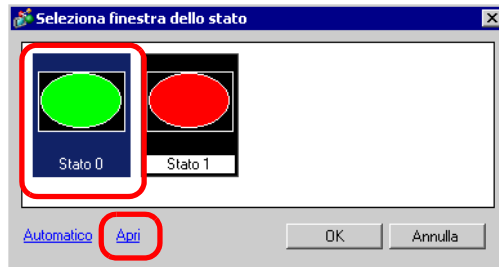 Seleziona finestra dello stato
Stato 0
Stato 1
Automatico
Apri
OK
Annulla